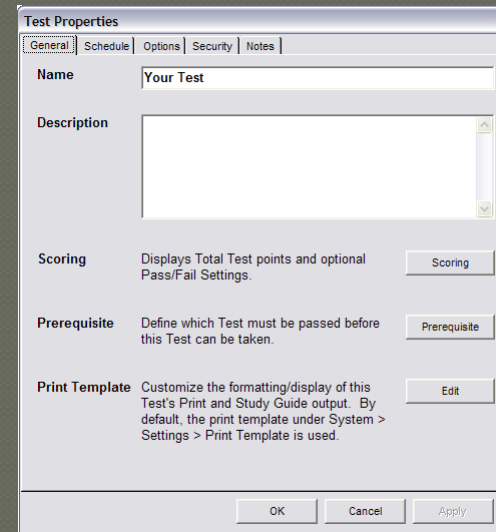 Test Properties
General Schedule Options Security Notes
Name Your Test
Description
Scoring Displays Total Test points and optional Scoring
Pass/Fail Settings.
Prerequisite Define which Test must be passed before Prerequisite
this Test can be taken.
Print Template Customize the formatting/display of this Edit
Test's Print and Study Guide output. By
default, the print template under System >
Settings > Print Template is used.
OK Cancel Apply